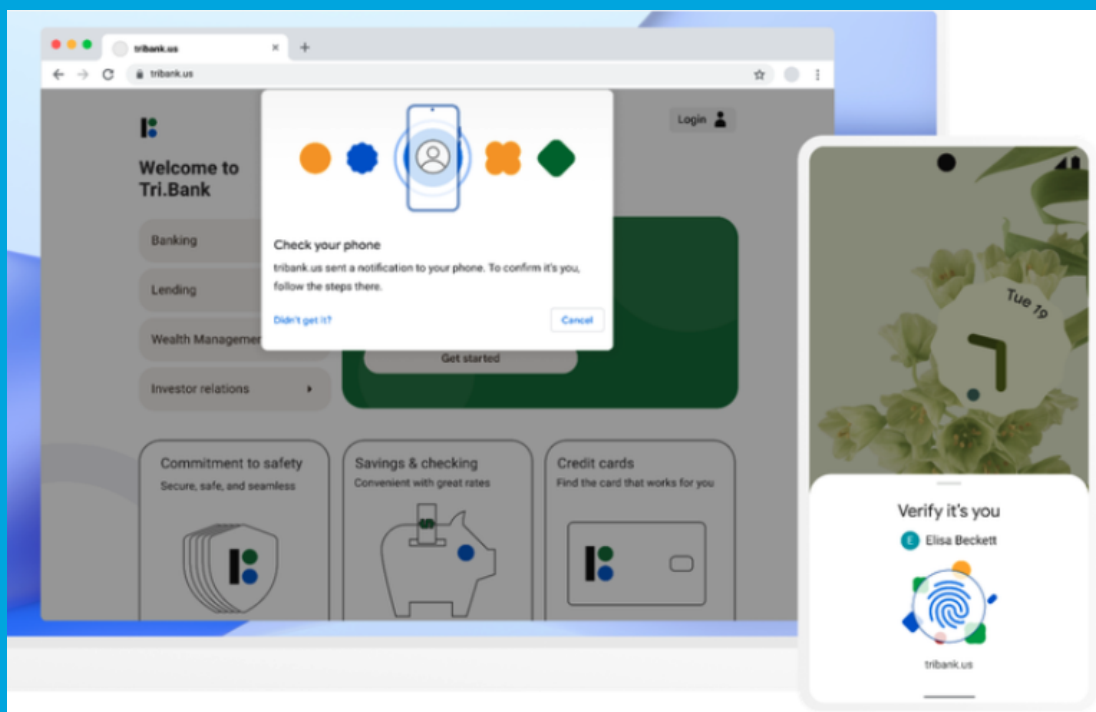 tribank.us
tribank.us
Login
Welcome to
Tri.Bank
Banking
Lending
Wealth Managemen
Investor relations
Check your phone
tribank.us sent a notification to your phone. To confirm it's you,
follow the steps there.
Didn't get it?
Cancel
Get started
Commitment to safety
Secure, safe, and seamless
Savings & checking
Convenient with great rates
Credit cards
Find the card that works for you
Tue 19
Verify it's you
E Elisa Beckett
tribank.us